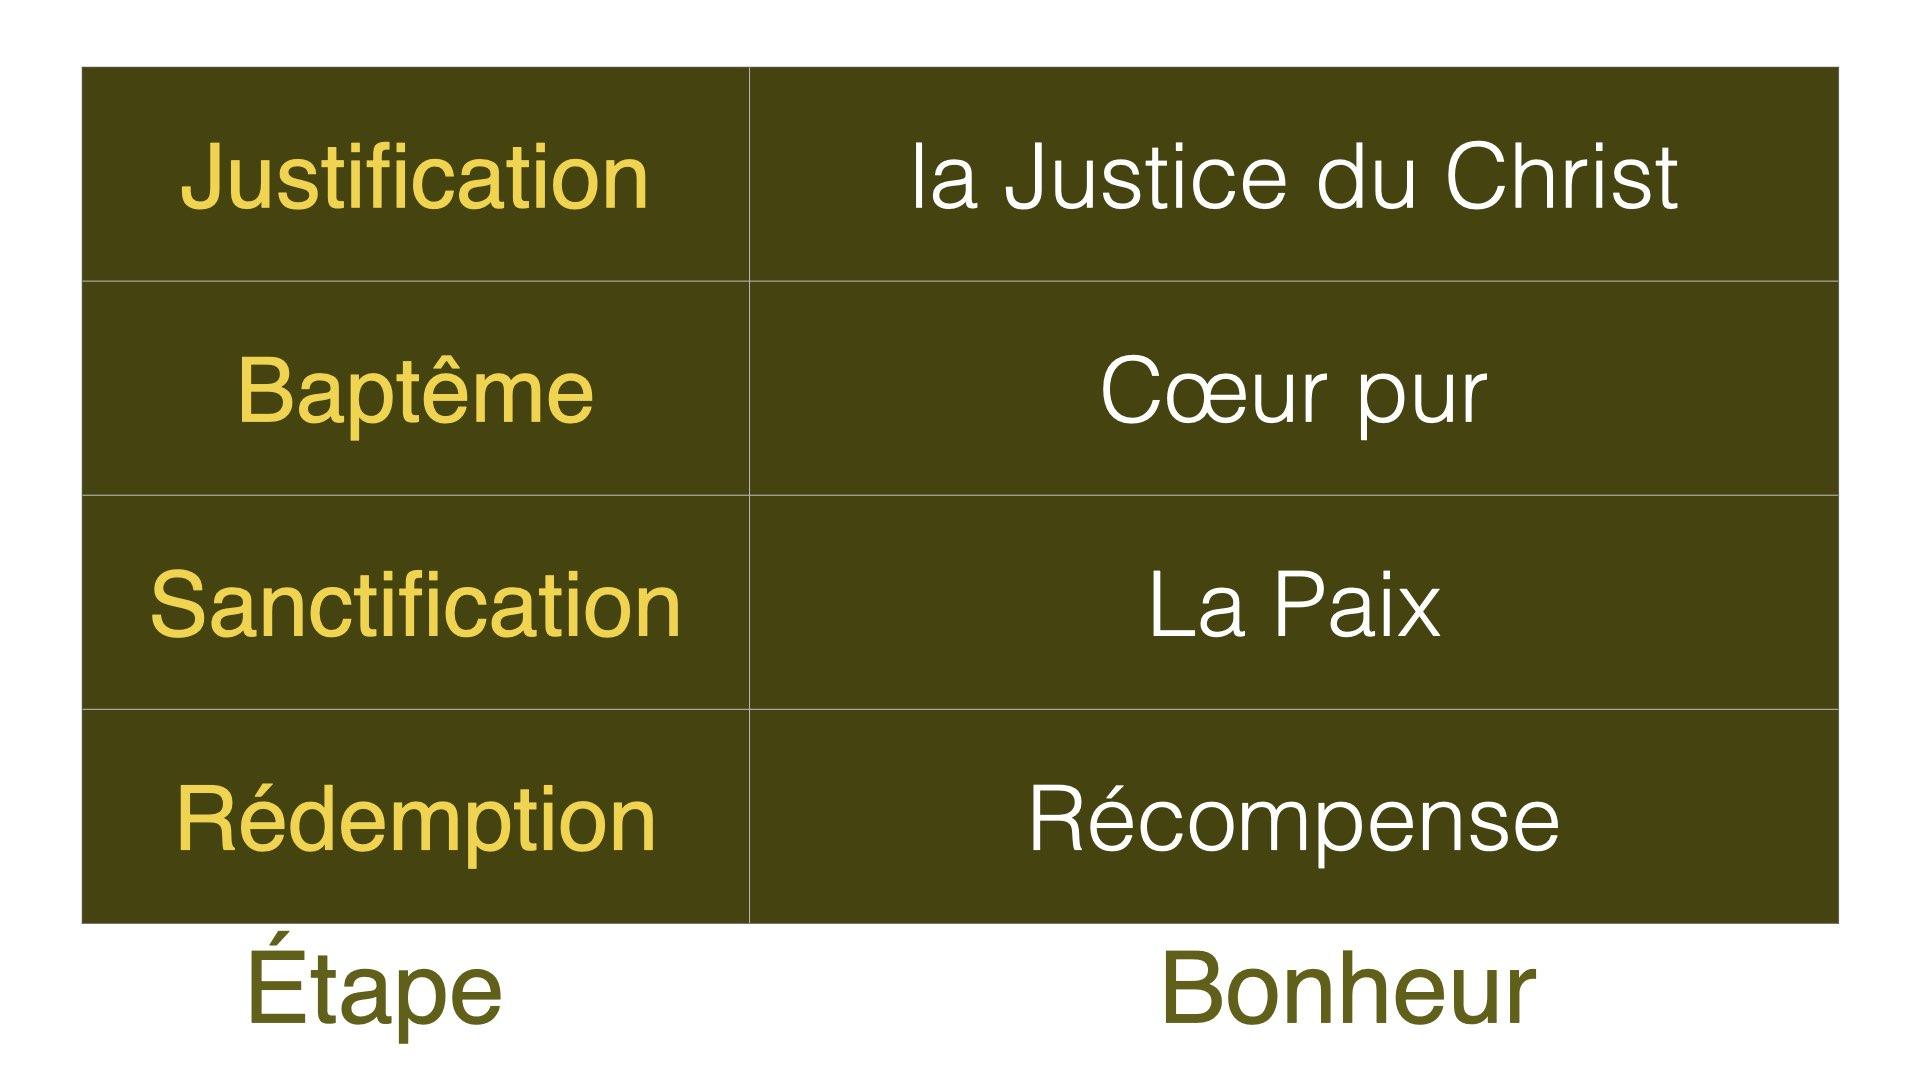 Justification
la Justice du Christ
Baptême
Cœur pur
Sanctification
La Paix
Rédemption
Récompense
Étape
Bonheur